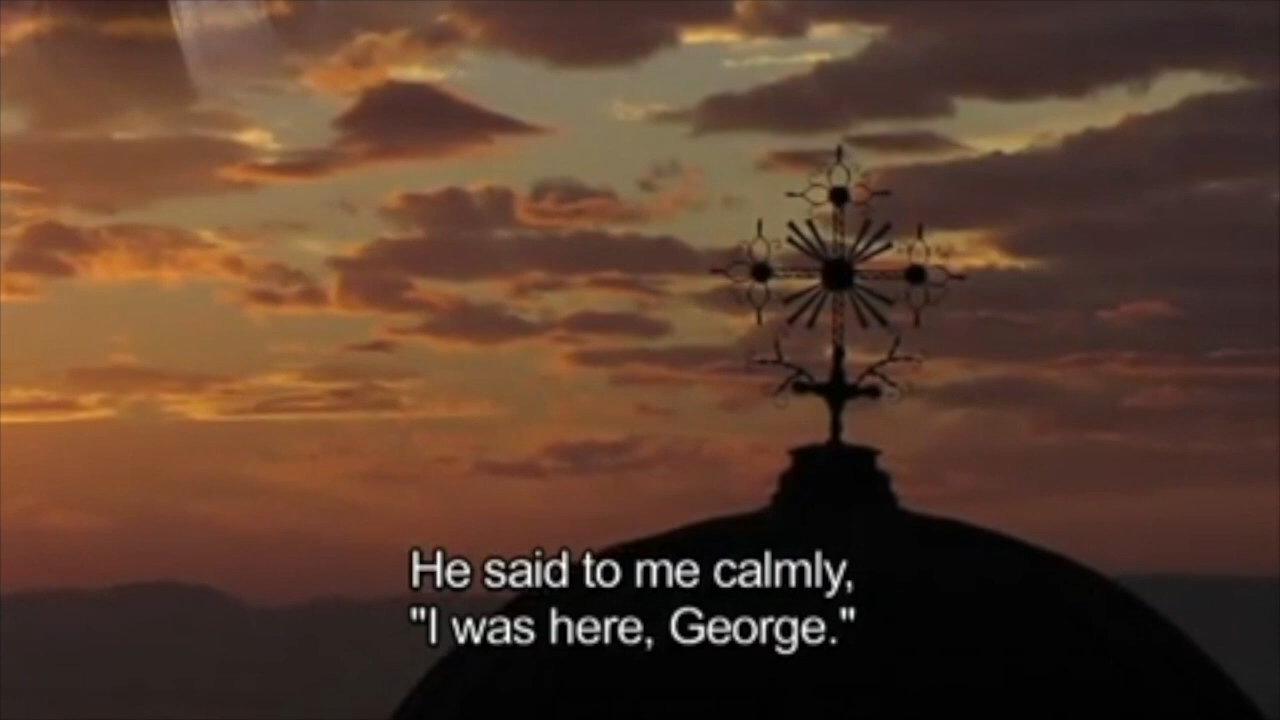 He said to me calmly,
"I was here, George."